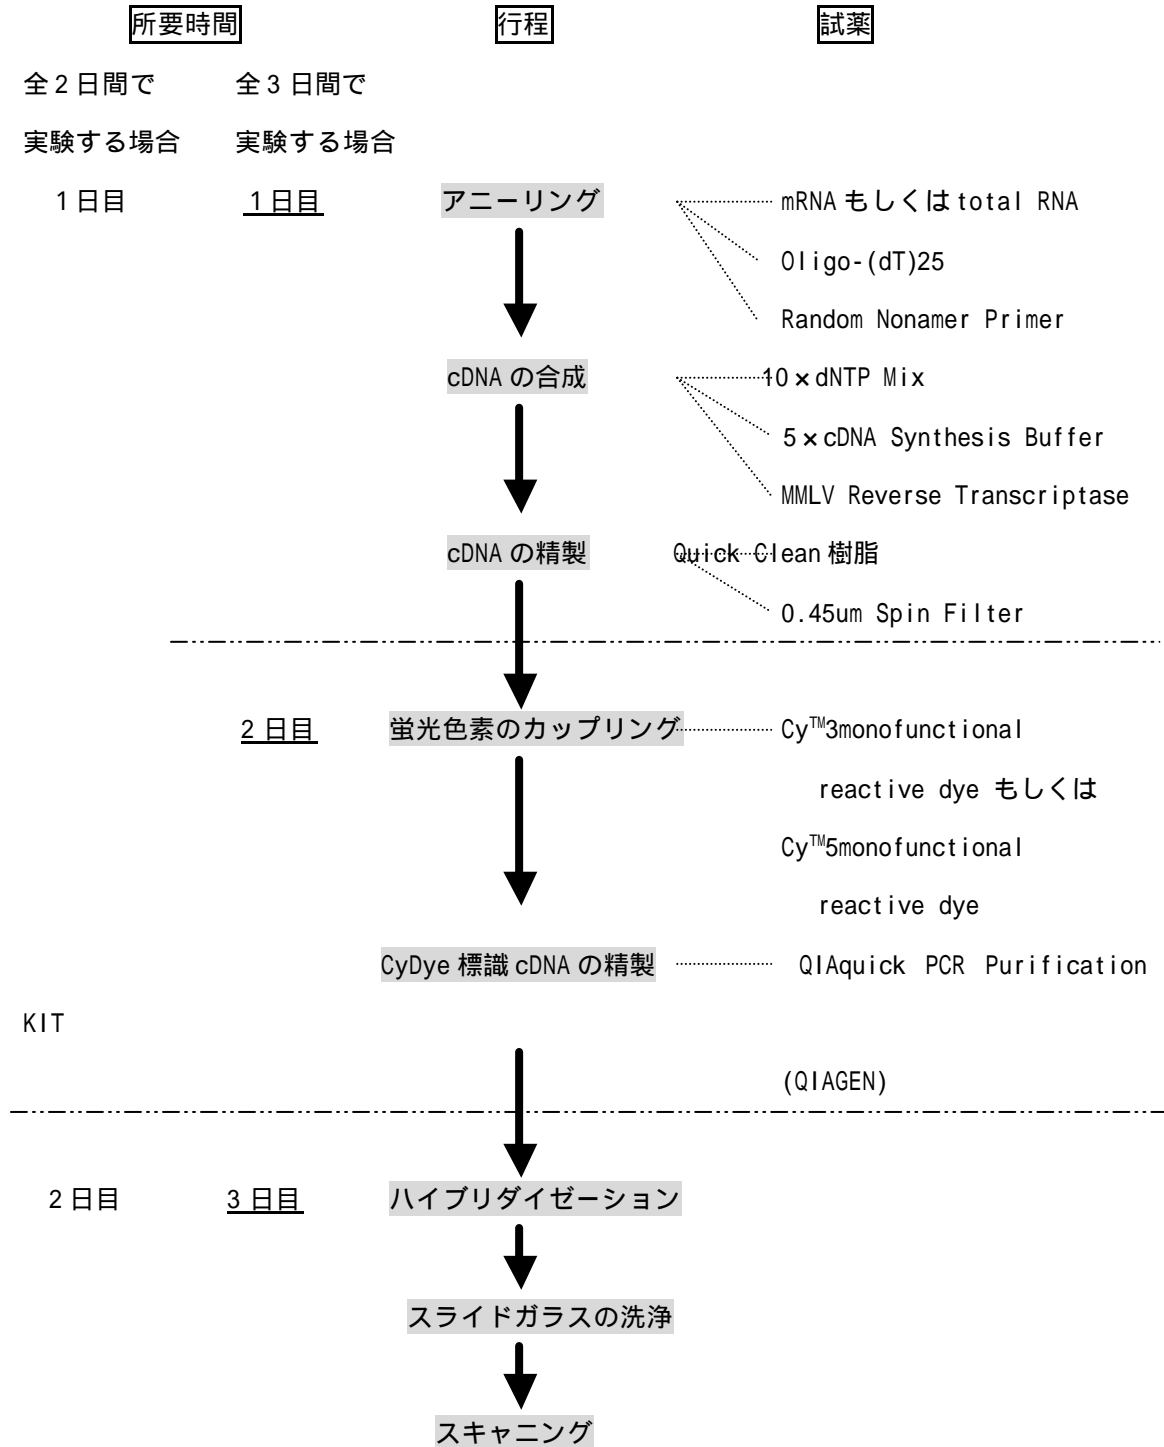 所要時間 行程 試薬
全2日間で 全3日間で
実験する場合 実験する場合
1日目 1日目 アニーリング mRNAもしくはtotal RNA
Oligo-(dT)25
Random Nonamer Primer
cDNAの合成 10×dNTP Mix
5×cDNA Synthesis Buffer
MMLV Reverse Transcriptase
cDNAの精製 Quick Clean樹脂
0.45um Spin Filter
2日目 蛍光色素のカップリング Cy™3monofunctional
reactive dye もしくは
Cy™5monofunctional
reactive dye
CyDye標識cDNAの精製 QIAquick PCR Purification
KIT
(QIAGEN)
2日目 3日目 ハイブリダイゼーション
スライドガラスの洗浄
スキャニング